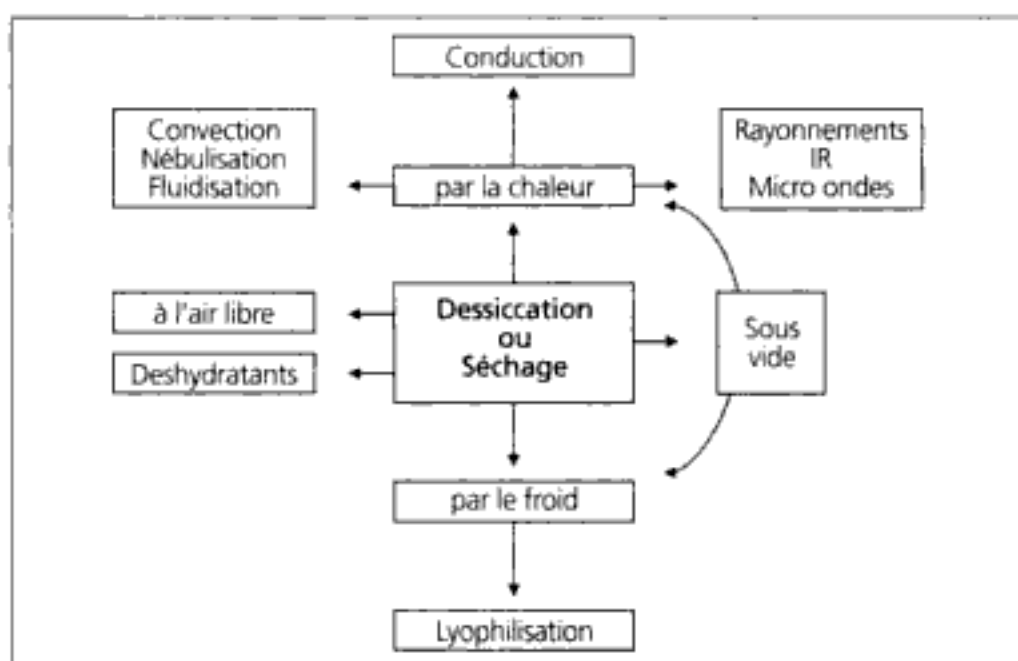 Conduction
Convection
Nébulisation
Fluidisation
par la chaleur
Rayonnements
IR
Micro ondes
à l'air libre
Deshydratants
Dessiccation
ou
Séchage
Sous
vide
par le froid
Lyophilisation